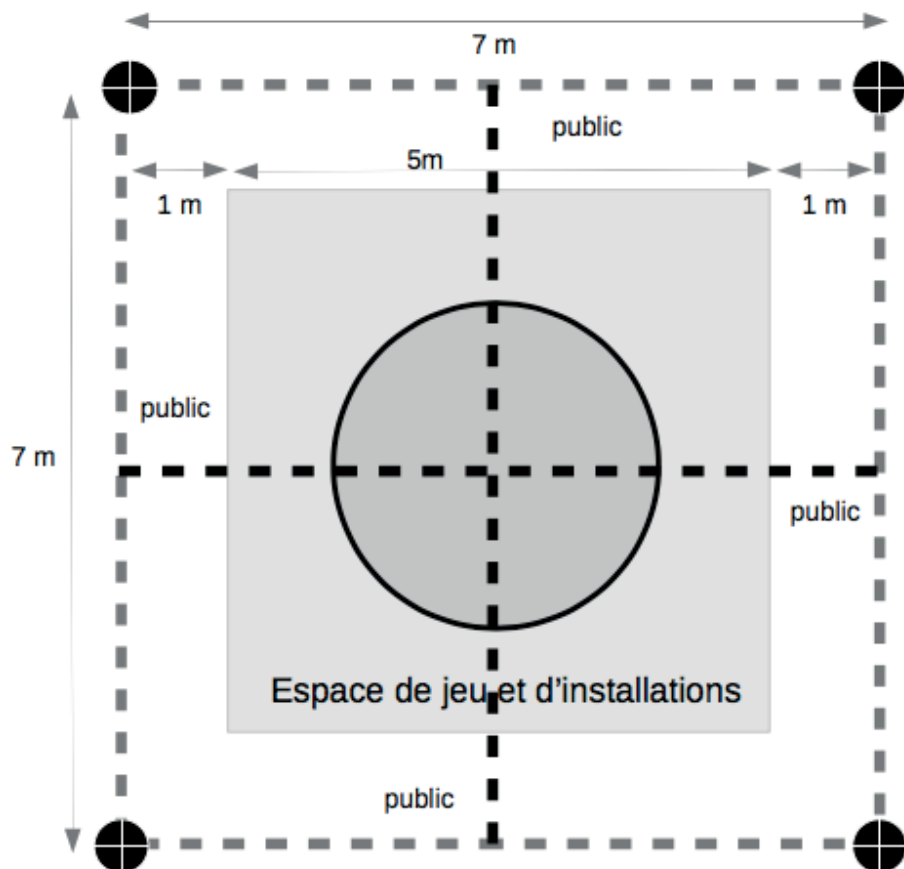 7 m
public
5m
1 m
1 m
public
7 m
public
Espace de jeu et d'installations
public